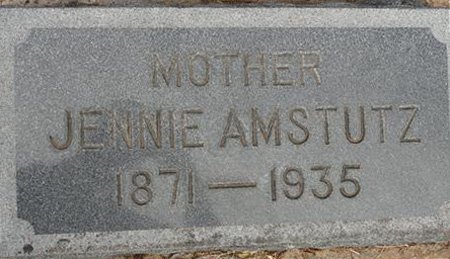 MOTHER
JENNIE AMSTUTZ
1871 — 1935